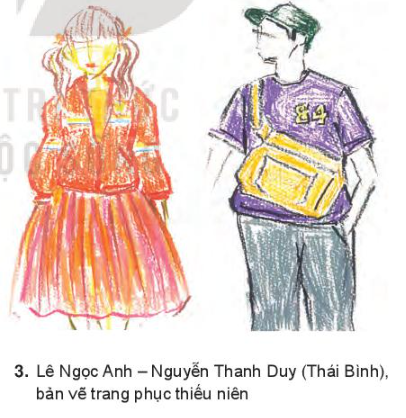 84
3. Lê Ngọc Anh – Nguyễn Thanh Duy (Thái Bình),
bản vẽ trang phục thiếu niên